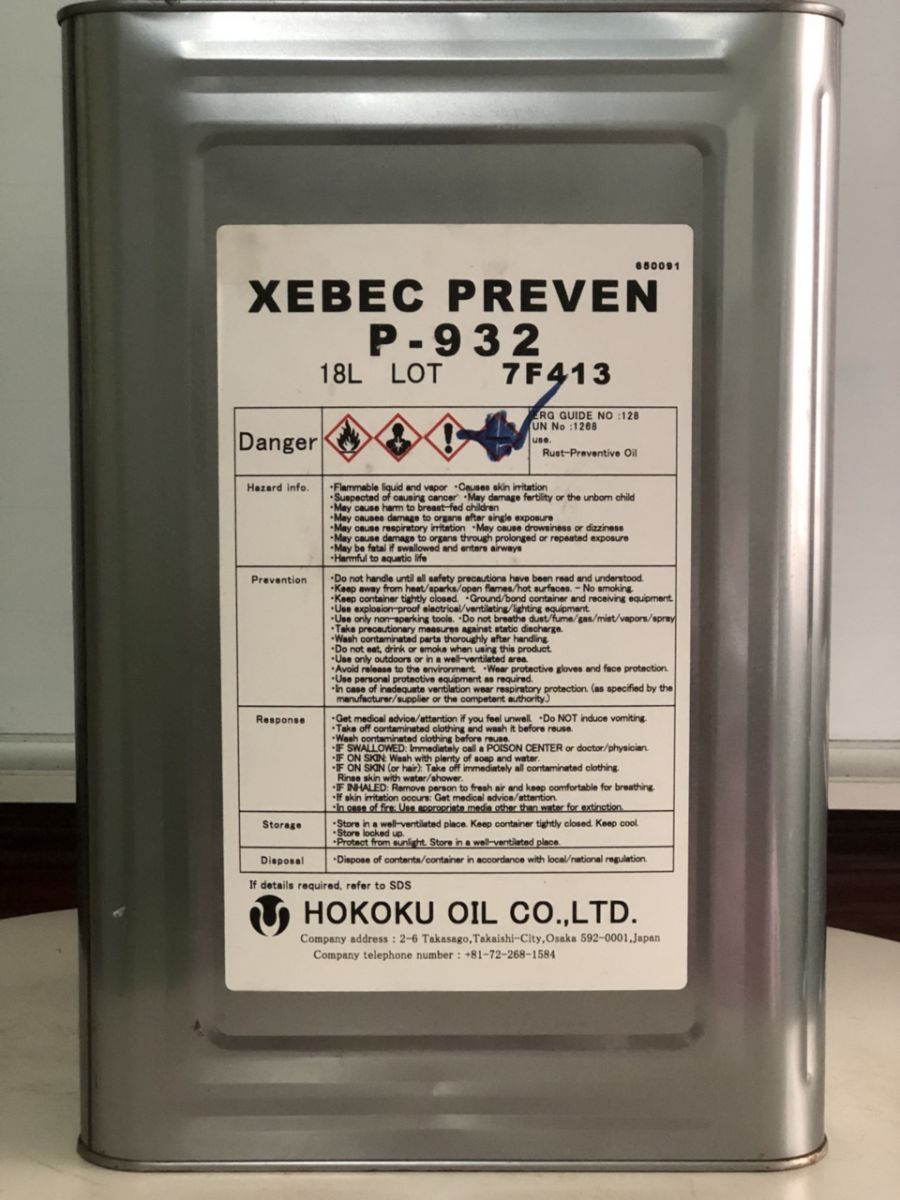 650091
XEBEC PREVEN
P-932
18L LOT 7F413
Danger
ERG GUIDE NO :128
UN No :1268
use.
Rust-Preventive Oil
Hazard info.
・Flammable liquid and vapor ・Causes skin irritation
・Suspected of causing cancer ・May damage fertility or the unborn child
・May cause harm to breast-fed children
・May causes damage to organs after single exposure
・May cause respiratory irritation ・May cause drowsiness or dizziness
・May cause damage to organs through prolonged or repeated exposure
・May be fatal if swallowed and enters airways
・Harmful to aquatic life
Prevention
・Do not handle until all safety precautions have been read and understood.
・Keep away from heat/sparks/open flames/hot surfaces. - No smoking.
・Keep container tightly closed. ・Ground/bond container and receiving equipment.
・Use explosion-proof electrical/ventilating/lighting equipment.
・Use only non-sparking tools. ・Do not breathe dust/fume/gas/mist/vapors/spray
・Take precautionary measures against static discharge.
・Wash contaminated parts thoroughly after handling.
・Do not eat, drink or smoke when using this product.
・Use only outdoors or in a well-ventilated area.
・Avoid release to the environment. ・Wear protective gloves and face protection.
・Use personal protective equipment as required.
・In case of inadequate ventilation wear respiratory protection. (as specified by the
manufacturer/supplier or the competent authority.)
Response
・Get medical advice/attention if you feel unwell. ・Do NOT induce vomiting.
・Take off contaminated clothing and wash it before reuse.
・Wash contaminated clothing before reuse.
・IF SWALLOWED: Immediately call a POISON CENTER or doctor/physician.
・IF ON SKIN: Wash with plenty of soap and water.
・IF ON SKIN (or hair): Take off immediately all contaminated clothing.
Rinse skin with water/shower.
・IF INHALED: Remove person to fresh air and keep comfortable for breathing.
・If skin irritation occurs: Get medical advice/attention.
・In case of fire: Use appropriate media other than water for extinction.
Storage
・Store in a well-ventilated place. Keep container tightly closed. Keep cool.
・Store locked up.
・Protect from sunlight. Store in a well-ventilated place.
Disposal
・Dispose of contents/container in accordance with local/national regulation.
If details required, refer to SDS
HOKOKU OIL CO.,LTD.
Company address : 2-6 Takasago,Takaishi-City,Osaka 592-0001,Japan
Company telephone number : +81-72-268-1584